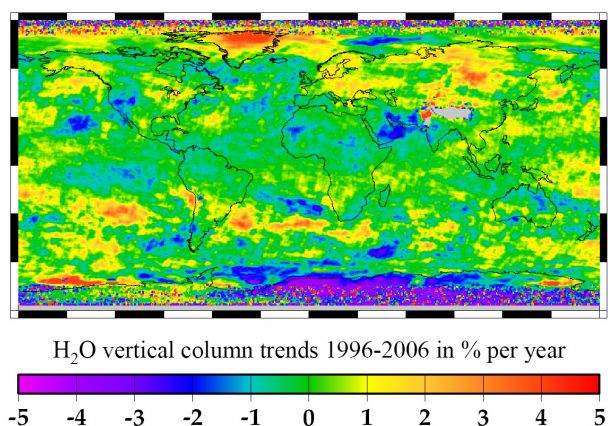 H₂O vertical column trends 1996-2006 in % per year
-5 -4 -3 -2 -1 0 1 2 3 4 5